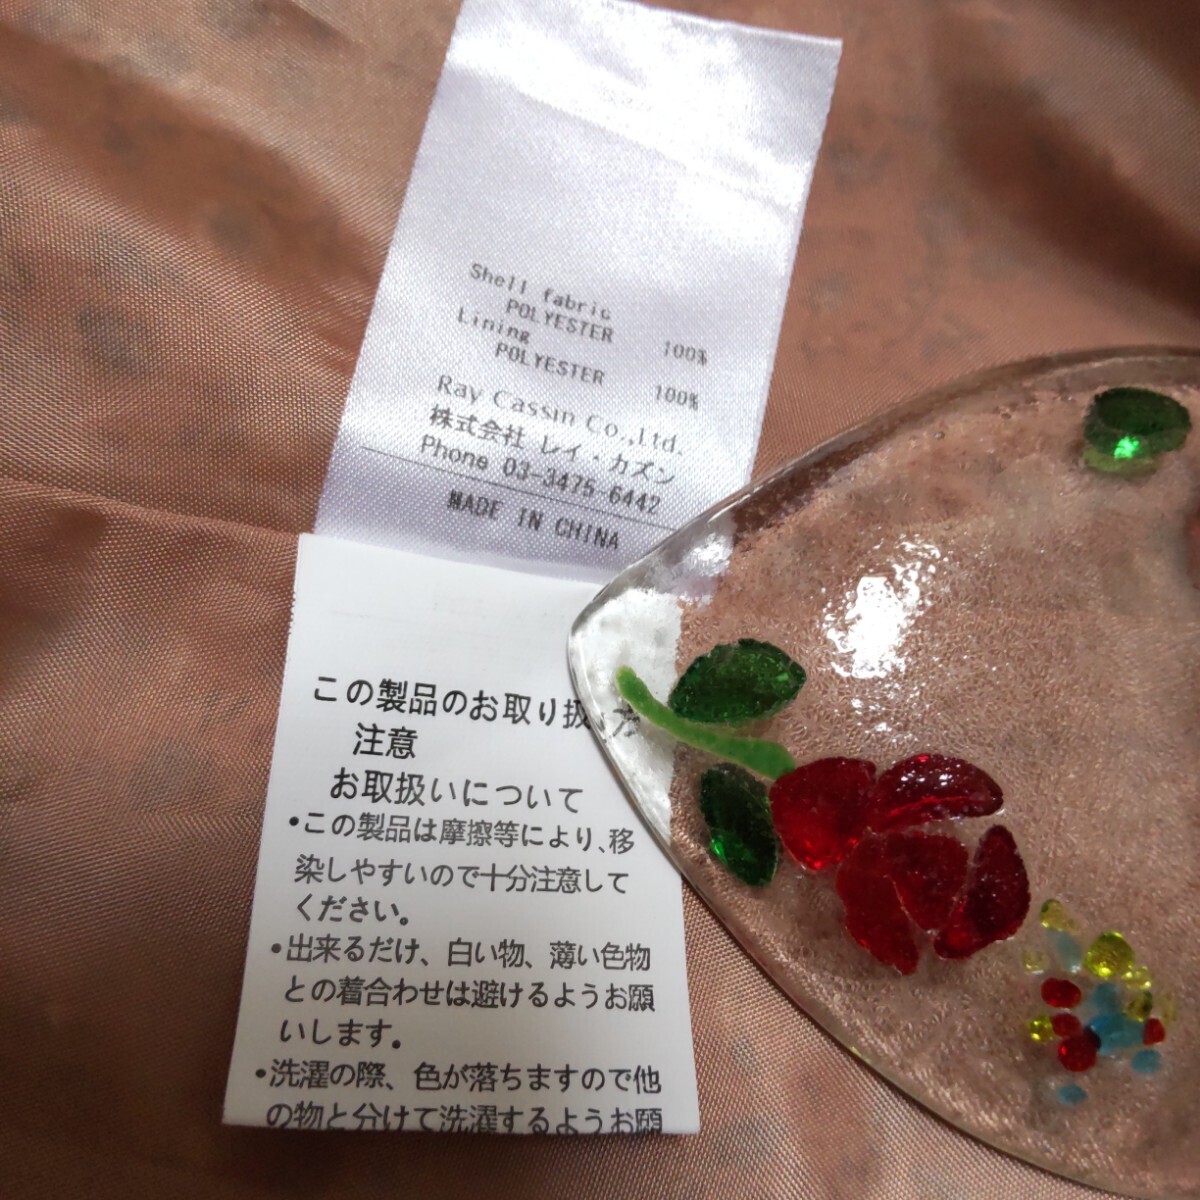 Shell fabric
POLYESTER 100%
Lining
POLYESTER 100%
Ray Cassin Co.,Ltd.
株式会社 レイ・カズン
Phone 03-3475-6442
MADE IN CHINA
この製品のお取り扱い方
注意
お取扱いについて
•この製品は摩擦等により、移
染しやすいので十分注意して
ください。
•出来るだけ、白い物、薄い色物
との着合わせは避けるようお願
いします。
•洗濯の際、色が落ちますので他
の物と分けて洗濯するようお願